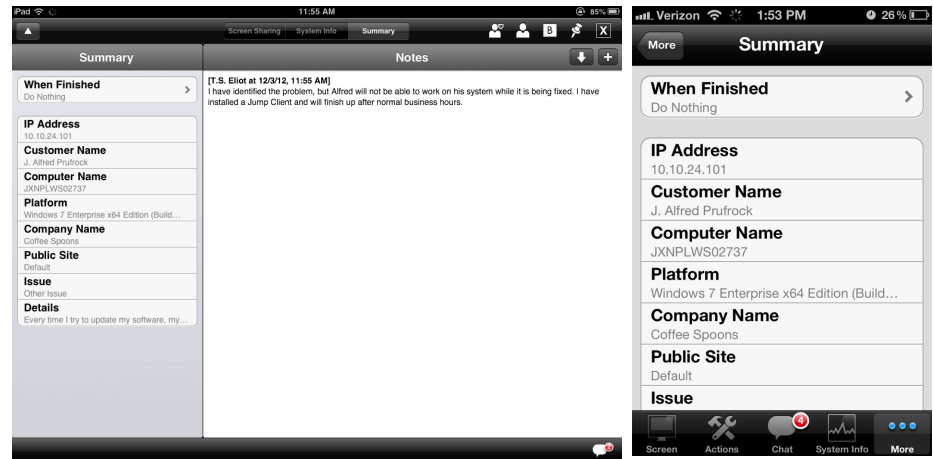 iPad
11:55 AM
85%
Screen Sharing System Info Summary
B X
Summary
Notes
+
When Finished
Do Nothing
IP Address
10.10.24.101
Customer Name
J. Alfred Prufrock
Computer Name
JXNPLWS02737
Platform
Windows 7 Enterprise x64 Edition (Build…
Company Name
Coffee Spoons
Public Site
Default
Issue
Other Issue
Details
Every time I try to update my software, my…
[T.S. Eliot at 12/3/12, 11:55 AM]
I have identified the problem, but Alfred will not be able to work on his system while it is being fixed. I have
installed a Jump Client and will finish up after normal business hours.
Verizon 1:53 PM 26%
More Summary
When Finished
Do Nothing
IP Address
10.10.24.101
Customer Name
J. Alfred Prufrock
Computer Name
JXNPLWS02737
Platform
Windows 7 Enterprise x64 Edition (Build…
Company Name
Coffee Spoons
Public Site
Default
Issue
4
Screen Actions Chat System Info More